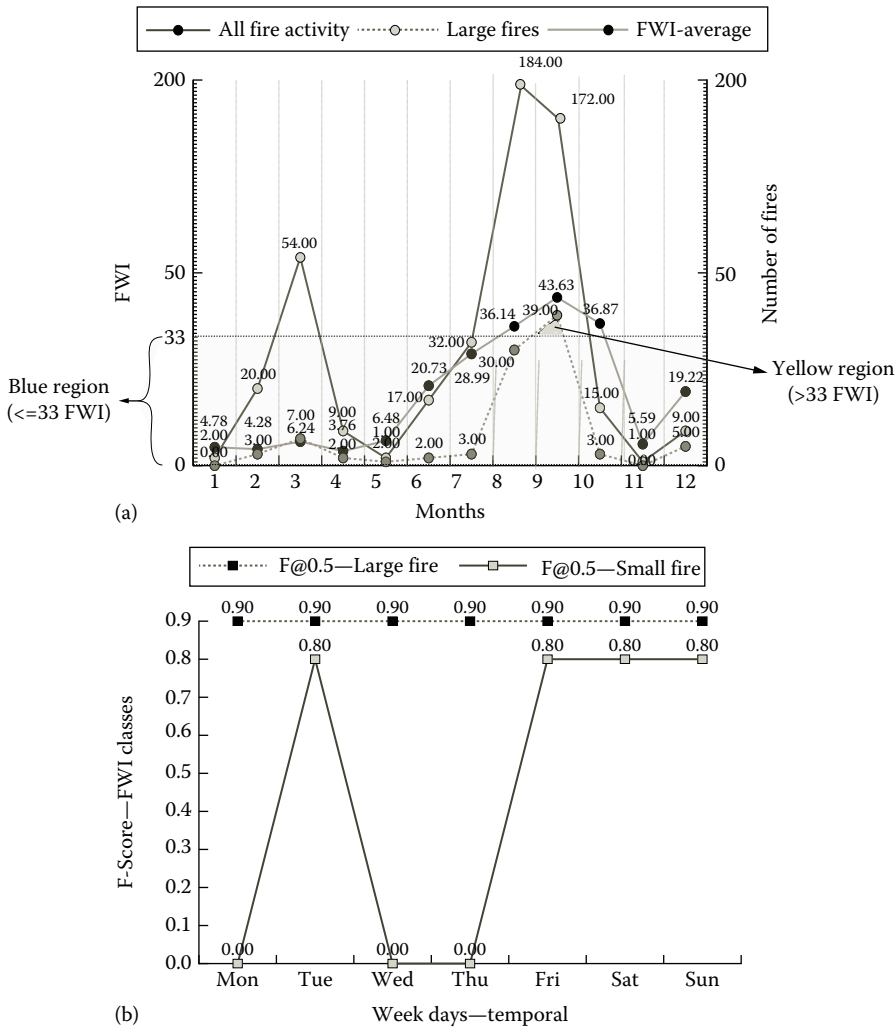 All fire activity Large fires FWI-average
184.00
200 200
172.00
54.00
FWI
Number of fires
50 50
43.63
36.14 39.00 36.87
33
32.00
30.00
Yellow region
(>33 FWI)
Blue region
(<=33 FWI)
20.73
28.99
20.00
17.00
19.22
15.00
4.78 4.28 7.00 9.00 6.48 5.59 9.00
2.00 3.00 6.24 3.76 1.00 1.00 5.00
0.00 2.00 2.00 2.00 3.00 3.00 0.00
0 0
1 2 3 4 5 6 7 8 9 10 11 12
(a)
Months
F@0.5—Large fire F@0.5—Small fire
0.90 0.90 0.90 0.90 0.90 0.90 0.90
0.9
0.80 0.80 0.80 0.80
0.8
0.7
0.6
0.5
0.4
0.3
0.2
0.1
0.00 0.00 0.00
0.0
F-Score—FWI classes
Mon Tue Wed Thu Fri Sat Sun
(b)
Week days—temporal